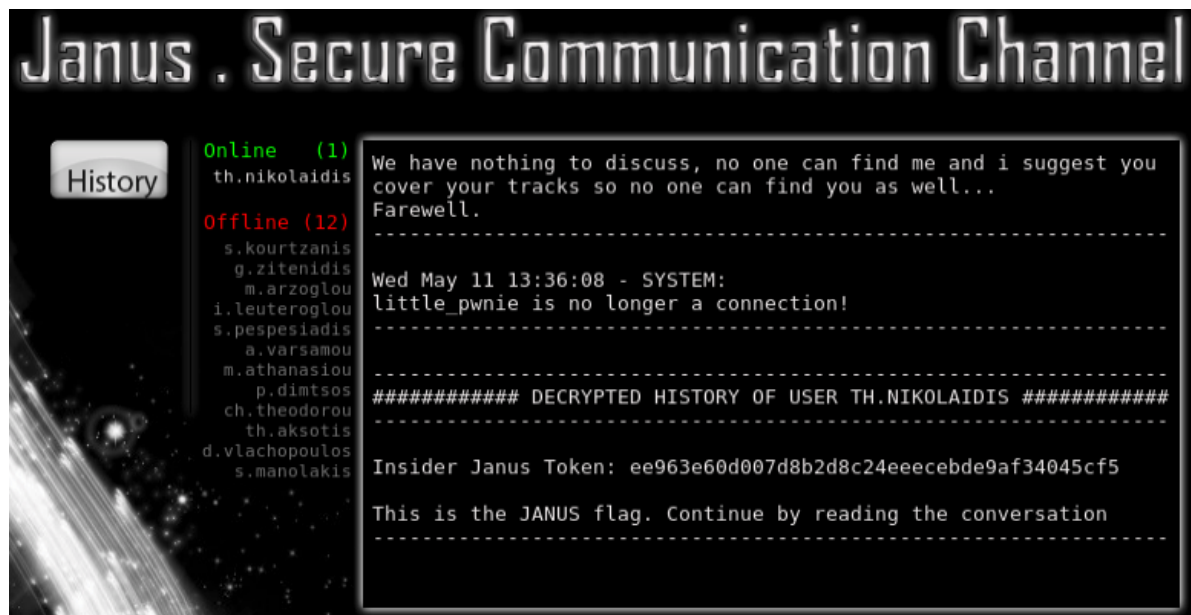 Janus . Secure Communication Channel
History
Online (1)
th.nikolaidis
Offline (12)
s.kourtzanis
g.zitenidis
m.arzoglou
i.leuteroglou
s.pespesiadis
a.varsamou
m.athanasiou
p.dimtsos
ch.theodorou
th.aksotis
d.vlachopoulos
s.manolakis
We have nothing to discuss, no one can find me and i suggest you
cover your tracks so no one can find you as well...
Farewell.
-----------------------------------------------------------------
Wed May 11 13:36:08 - SYSTEM:
little_pwnie is no longer a connection!
-----------------------------------------------------------------
-----------------------------------------------------------------
############ DECRYPTED HISTORY OF USER TH.NIKOLAIDIS ############
-----------------------------------------------------------------
Insider Janus Token: ee963e60d007d8b2d8c24eeecebde9af34045cf5
This is the JANUS flag. Continue by reading the conversation
-----------------------------------------------------------------